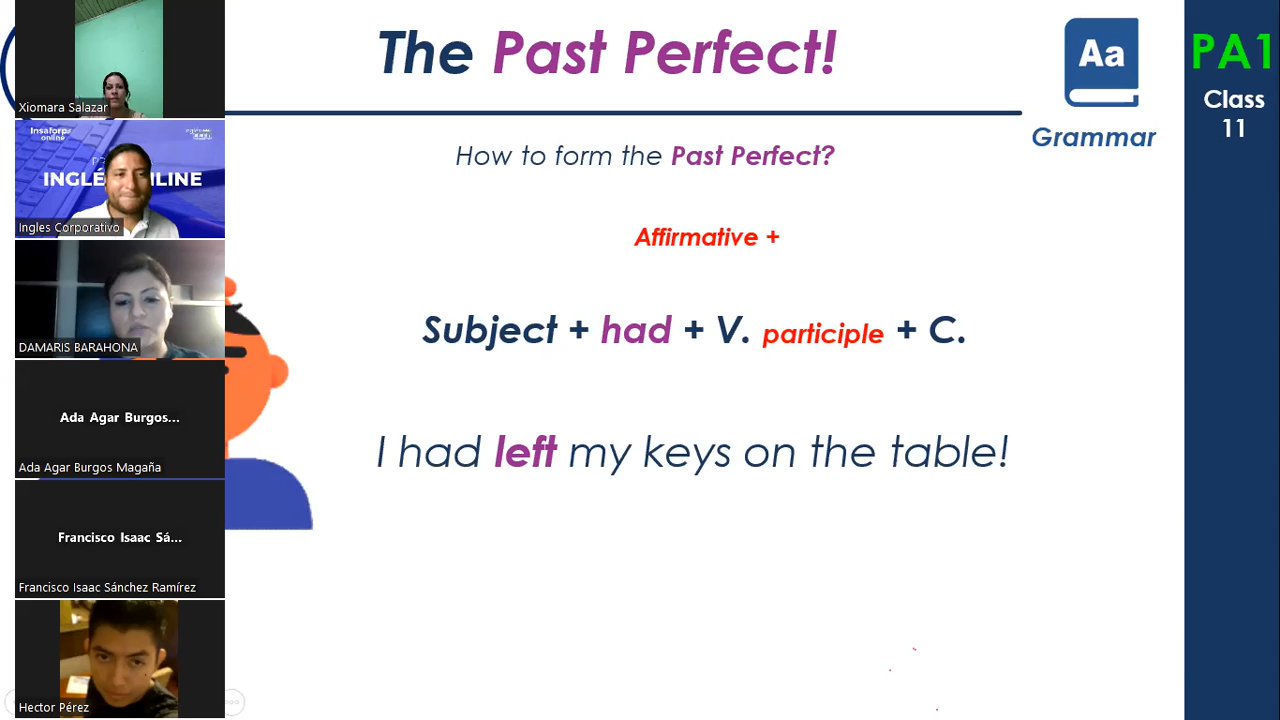 The Past Perfect!
Aa
Grammar
PA1
Class
11
How to form the Past Perfect?
Affirmative +
Subject + had + V. participle + C.
I had left my keys on the table!
Xiomara Salazar
Insaforp
online
INGLÉ
NLINE
Ingles Corporativo
DAMARIS BARAHONA
Ada Agar Burgos...
Ada Agar Burgos Magaña
Francisco Isaac Sá...
Francisco Isaac Sánchez Ramírez
Hector Pérez